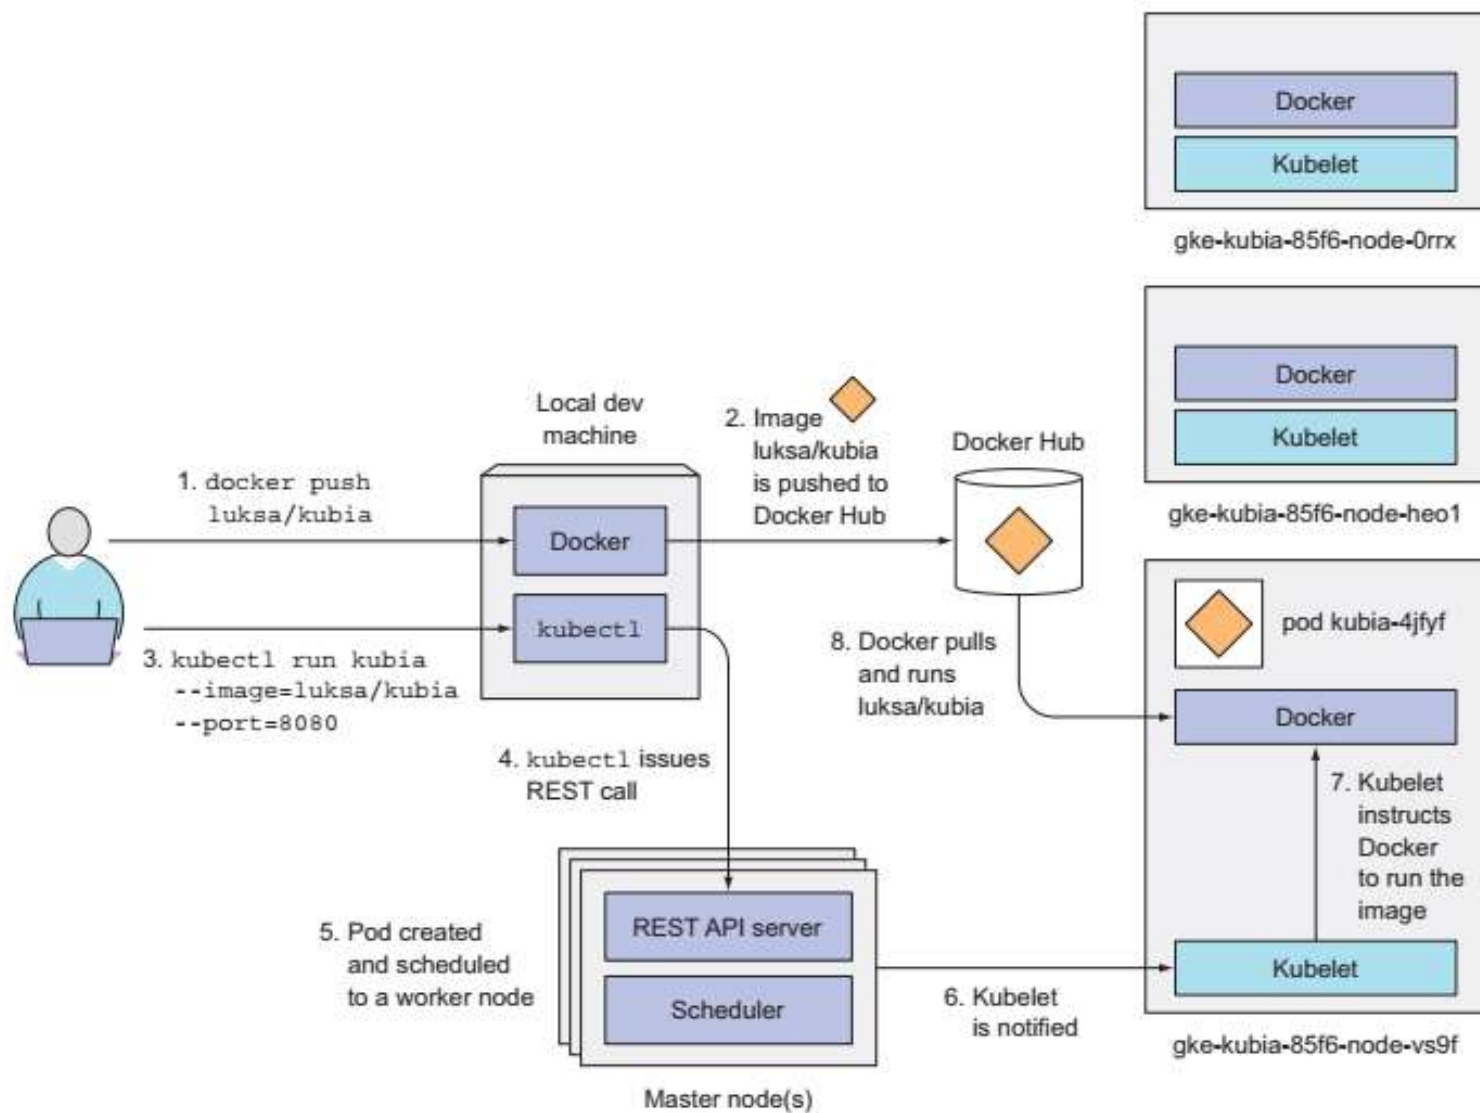 Docker
Kubelet
gke-kubia-85f6-node-0rrx
Docker
Kubelet
gke-kubia-85f6-node-heo1
Local dev
machine
1. docker push
luksa/kubia
Docker
kubectl
2. Image
luksa/kubia
is pushed to
Docker Hub
Docker Hub
3. kubectl run kubia
--image=luksa/kubia
--port=8080
4. kubectl issues
REST call
5. Pod created
and scheduled
to a worker node
REST API server
Scheduler
Master node(s)
6. Kubelet
is notified
pod kubia-4jfyf
Docker
7. Kubelet
instructs
Docker
to run the
image
Kubelet
gke-kubia-85f6-node-vs9f
8. Docker pulls
and runs
luksa/kubia